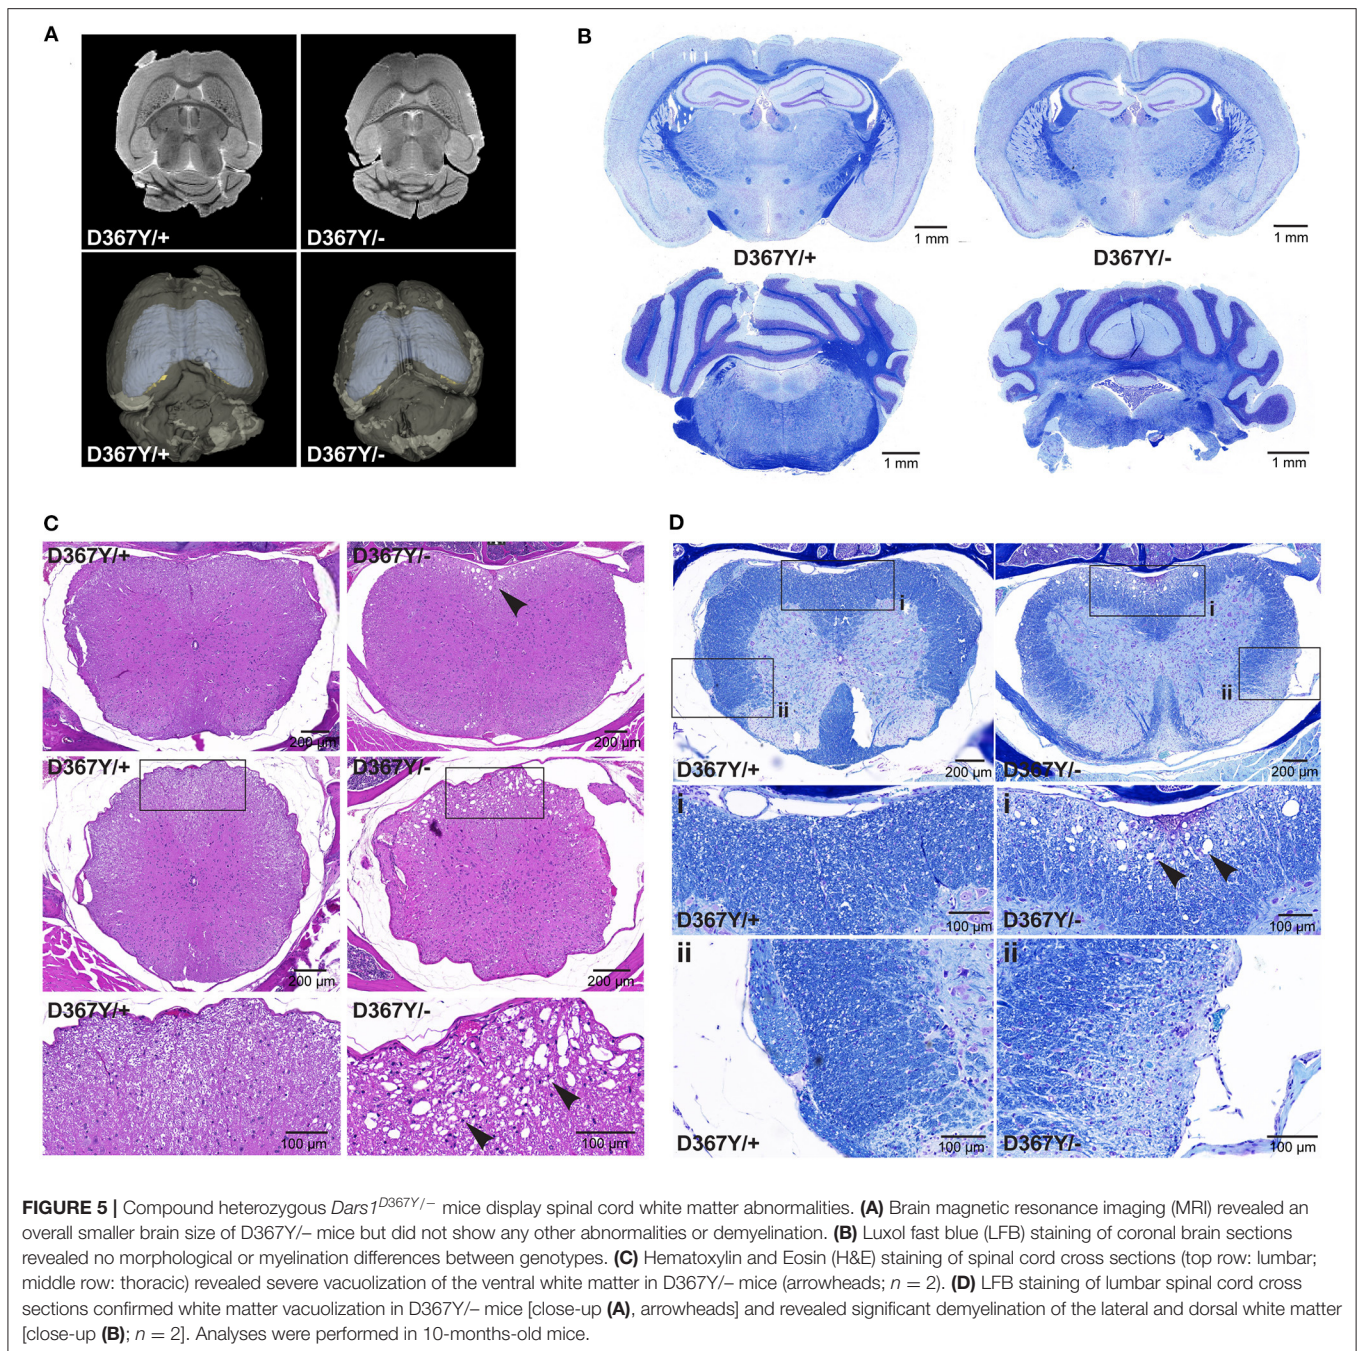 A
B
D367Y/+
D367Y/-
D367Y/+
D367Y/-
1 mm
1 mm
D367Y/+
D367Y/-
1 mm
1 mm
C
D
D367Y/+
D367Y/-
200 µm
200 µm
D367Y/+
D367Y/-
200 µm
200 µm
D367Y/+
D367Y/-
100 µm
100 µm
i
i
ii
ii
D367Y/+
D367Y/-
200 µm
200 µm
i
i
D367Y/+
D367Y/-
100 µm
100 µm
ii
ii
D367Y/+
D367Y/-
100 µm
100 µm
FIGURE 5 | Compound heterozygous Dars1D367Y/− mice display spinal cord white matter abnormalities. (A) Brain magnetic resonance imaging (MRI) revealed an
overall smaller brain size of D367Y/– mice but did not show any other abnormalities or demyelination. (B) Luxol fast blue (LFB) staining of coronal brain sections
revealed no morphological or myelination differences between genotypes. (C) Hematoxylin and Eosin (H&E) staining of spinal cord cross sections (top row: lumbar;
middle row: thoracic) revealed severe vacuolization of the ventral white matter in D367Y/– mice (arrowheads; n = 2). (D) LFB staining of lumbar spinal cord cross
sections confirmed white matter vacuolization in D367Y/– mice [close-up (A), arrowheads] and revealed significant demyelination of the lateral and dorsal white matter
[close-up (B); n = 2]. Analyses were performed in 10-months-old mice.